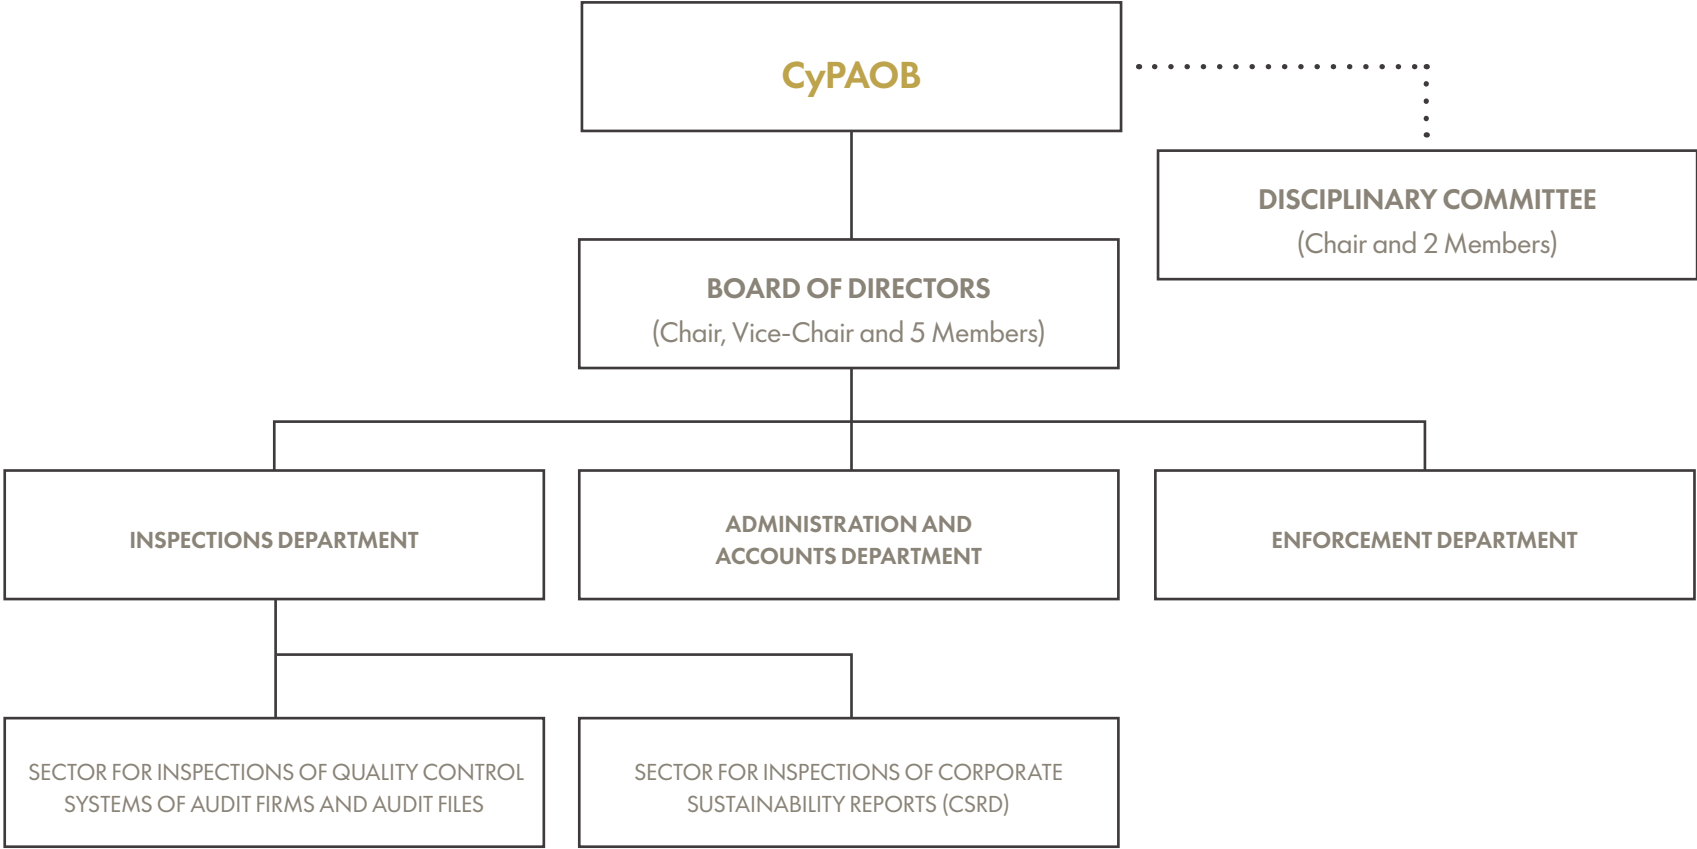 CyPAOB
DISCIPLINARY COMMITTEE
(Chair and 2 Members)
BOARD OF DIRECTORS
(Chair, Vice-Chair and 5 Members)
INSPECTIONS DEPARTMENT
ADMINISTRATION AND
ACCOUNTS DEPARTMENT
ENFORCEMENT DEPARTMENT
SECTOR FOR INSPECTIONS OF QUALITY CONTROL
SYSTEMS OF AUDIT FIRMS AND AUDIT FILES
SECTOR FOR INSPECTIONS OF CORPORATE
SUSTAINABILITY REPORTS (CSRD)